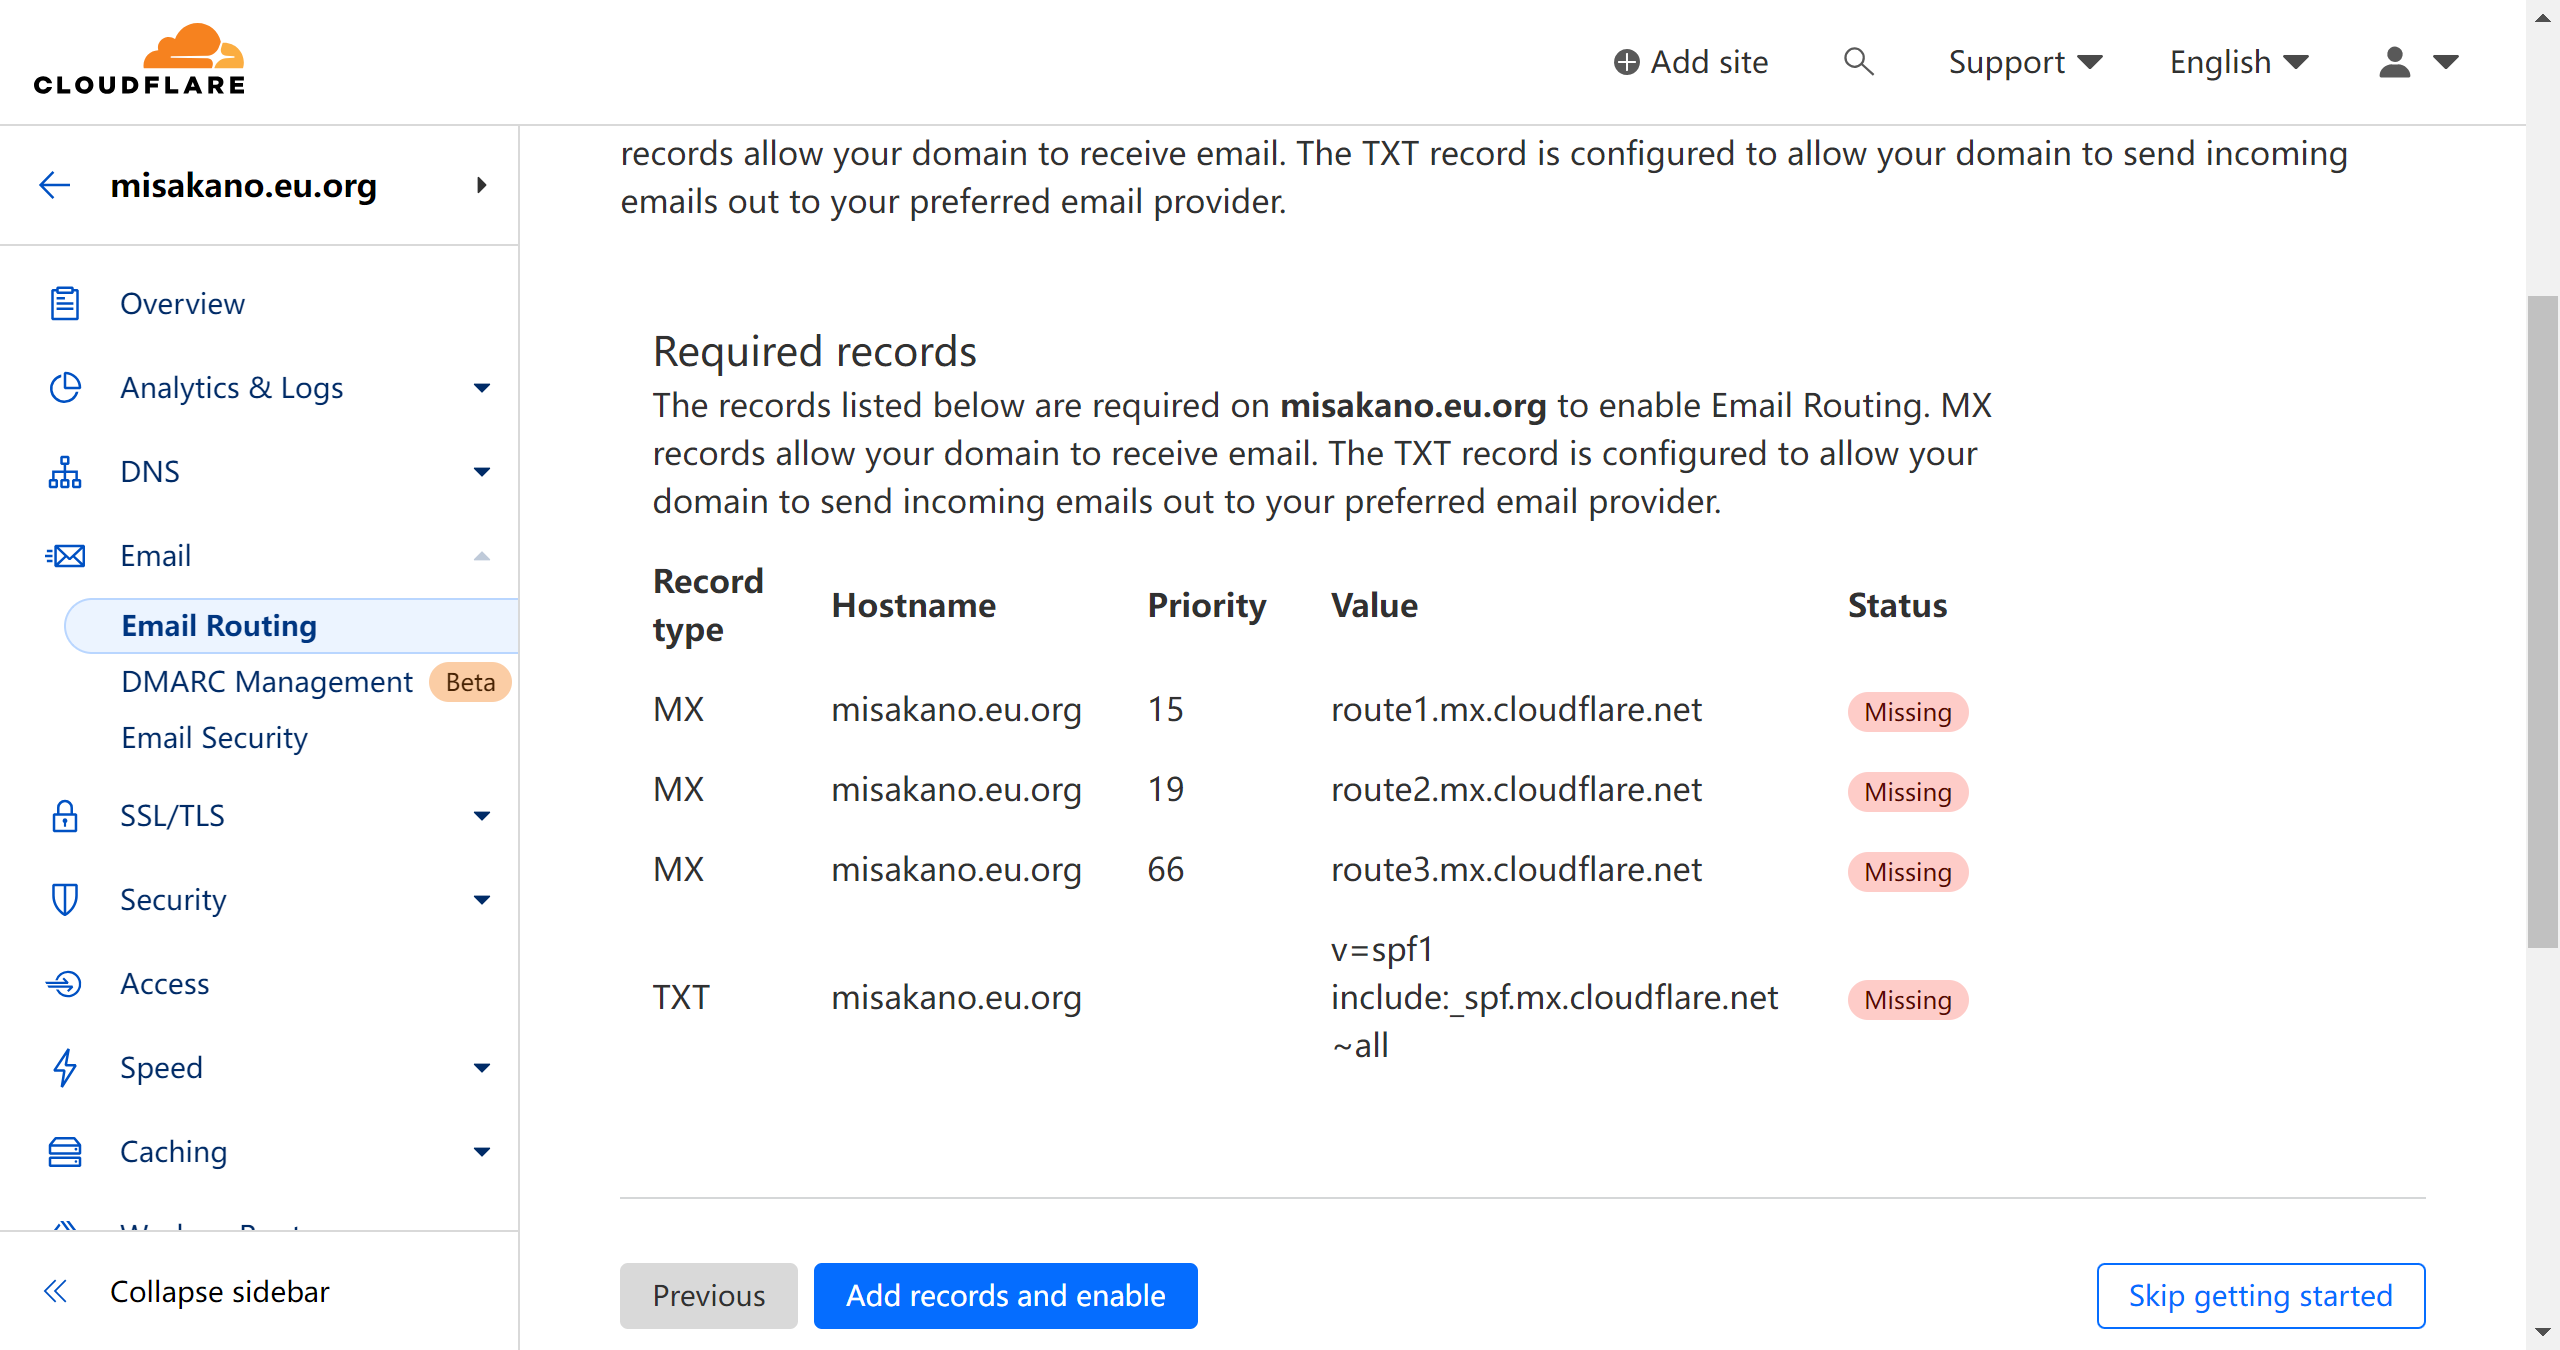 CLOUDFLARE
Add site
Support
English
misakano.eu.org
Overview
Analytics & Logs
DNS
Email
Email Routing
DMARC Management Beta
Email Security
SSL/TLS
Security
Access
Speed
Caching
Collapse sidebar
records allow your domain to receive email. The TXT record is configured to allow your domain to send incoming
emails out to your preferred email provider.
Required records
The records listed below are required on misakano.eu.org to enable Email Routing. MX
records allow your domain to receive email. The TXT record is configured to allow your
domain to send incoming emails out to your preferred email provider.
Record type Hostname Priority Value Status
MX misakano.eu.org 15 route1.mx.cloudflare.net Missing
MX misakano.eu.org 19 route2.mx.cloudflare.net Missing
MX misakano.eu.org 66 route3.mx.cloudflare.net Missing
TXT misakano.eu.org v=spf1 include:_spf.mx.cloudflare.net ~all Missing
Previous
Add records and enable
Skip getting started